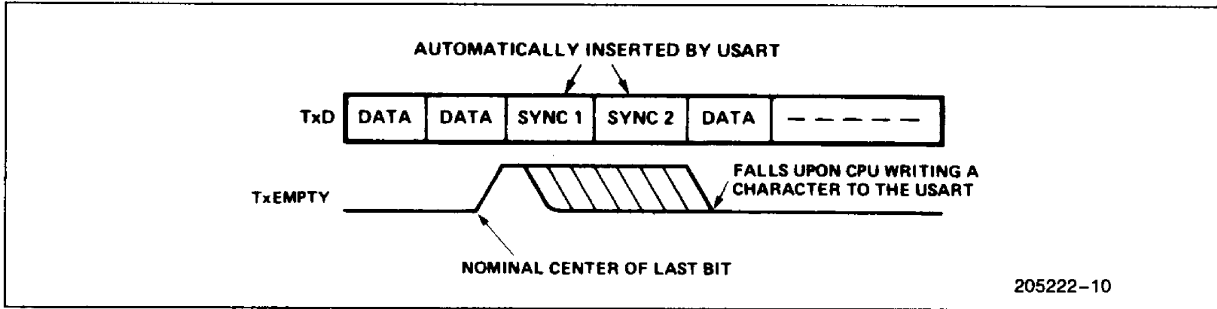 AUTOMATICALLY INSERTED BY USART
TxD DATA DATA SYNC 1 SYNC 2 DATA – – – – –
TxEMPTY
FALLS UPON CPU WRITING A
CHARACTER TO THE USART
NOMINAL CENTER OF LAST BIT
205222–10